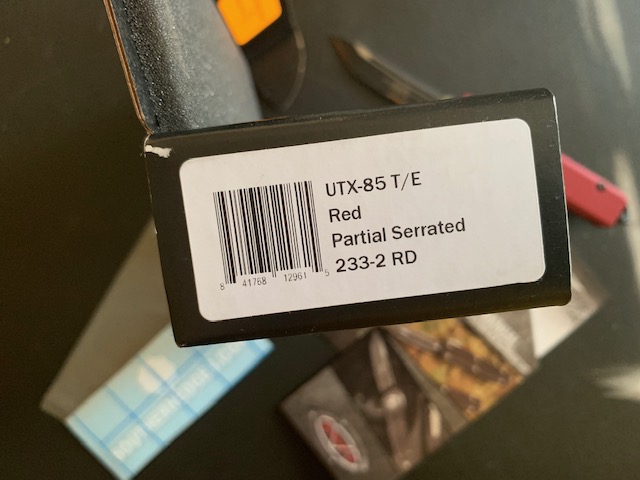 UTX-85 T/E
Red
Partial Serrated
233-2 RD
8 41768 12961 5